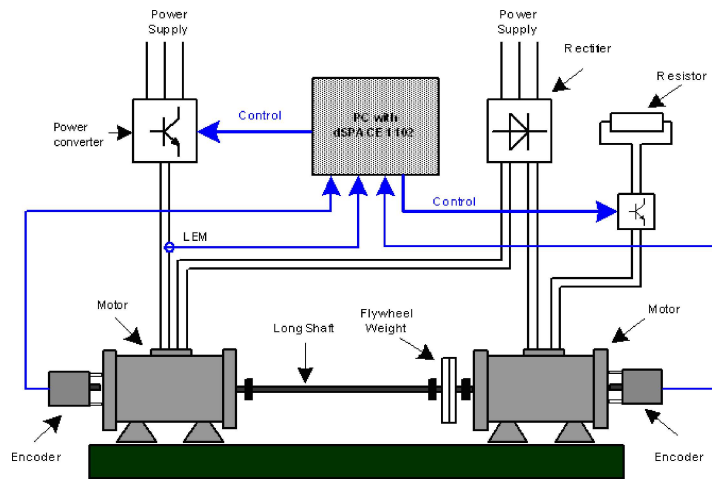 Power
Supply
Power
Supply
Rectifier
Resistor
Power
converter
Control
PC with
dSPACE 1102
Control
LEM
Motor
Long Shaft
Flywheel
Weight
Motor
Encoder
Encoder